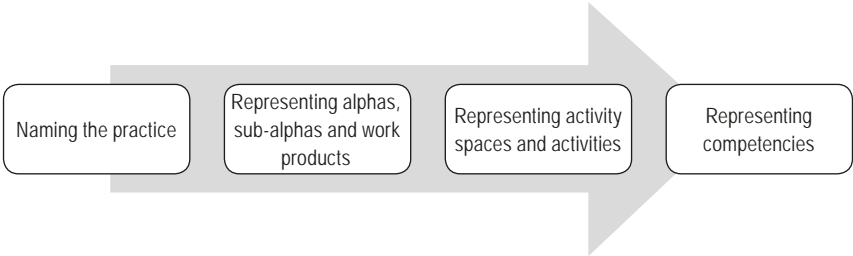 Naming the practice
Representing alphas,
sub-alphas and work
products
Representing activity
spaces and activities
Representing
competencies